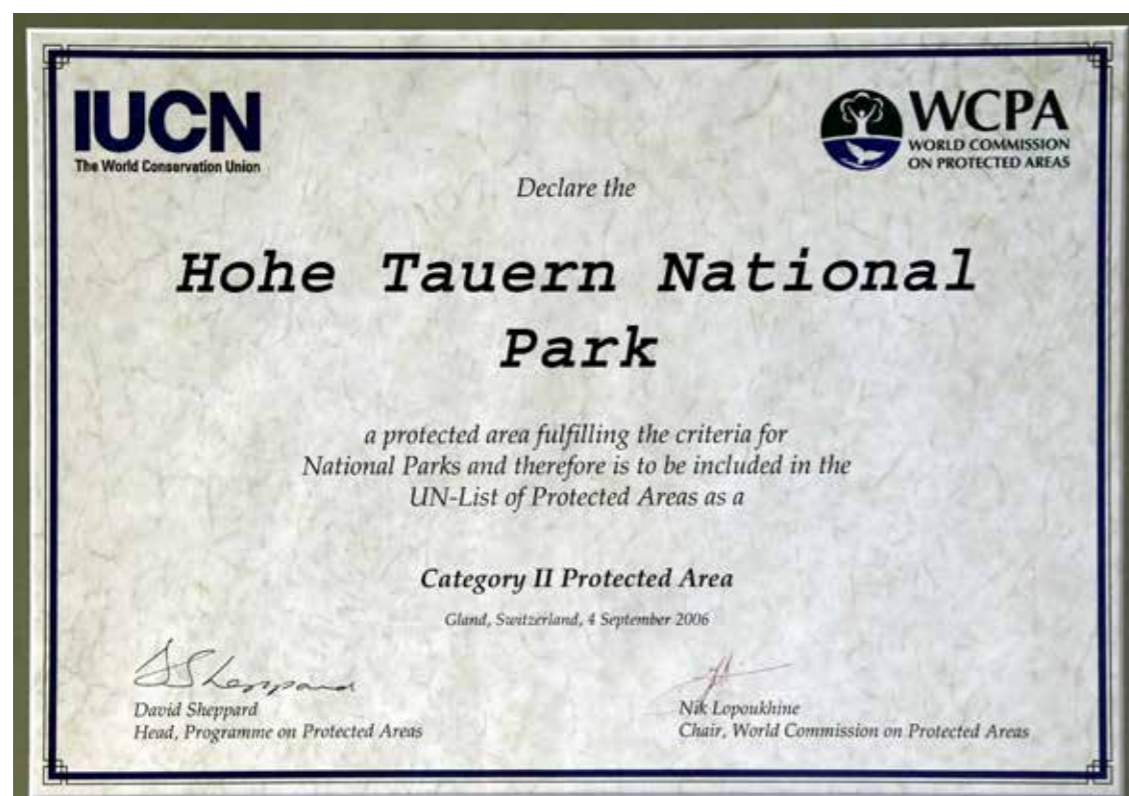 IUCN
The World Conservation Union
WCPA
WORLD COMMISSION
ON PROTECTED AREAS
Declare the
Hohe Tauern National
Park
a protected area fulfilling the criteria for
National Parks and therefore is to be included in the
UN-List of Protected Areas as a
Category II Protected Area
Gland, Switzerland, 4 September 2006
DSheppard
David Sheppard
Head, Programme on Protected Areas
Nik Lopoukhine
Chair, World Commission on Protected Areas